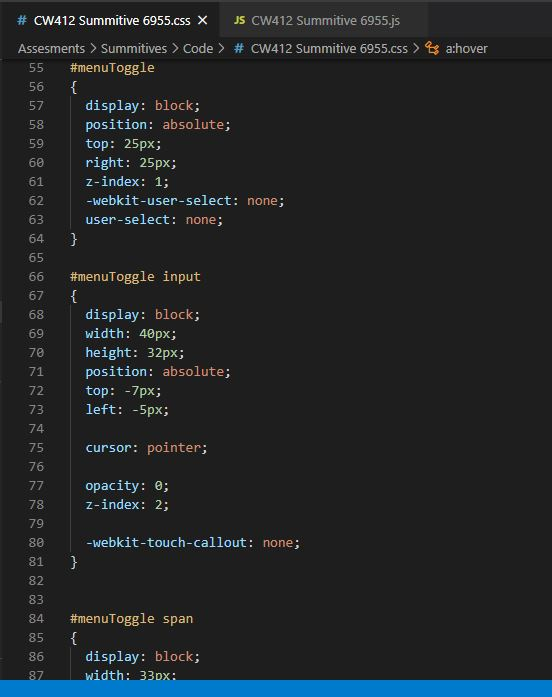 # CW412 Summitive 6955.css × JS CW412 Summitive 6955.js
Assesments > Summitives > Code > # CW412 Summitive 6955.css > a:hover
55 #menuToggle
56 {
57 display: block;
58 position: absolute;
59 top: 25px;
60 right: 25px;
61 z-index: 1;
62 -webkit-user-select: none;
63 user-select: none;
64 }
65
66 #menuToggle input
67 {
68 display: block;
69 width: 40px;
70 height: 32px;
71 position: absolute;
72 top: -7px;
73 left: -5px;
74
75 cursor: pointer;
76
77 opacity: 0;
78 z-index: 2;
79
80 -webkit-touch-callout: none;
81 }
82
83
84 #menuToggle span
85 {
86 display: block;
87 width: 33px;